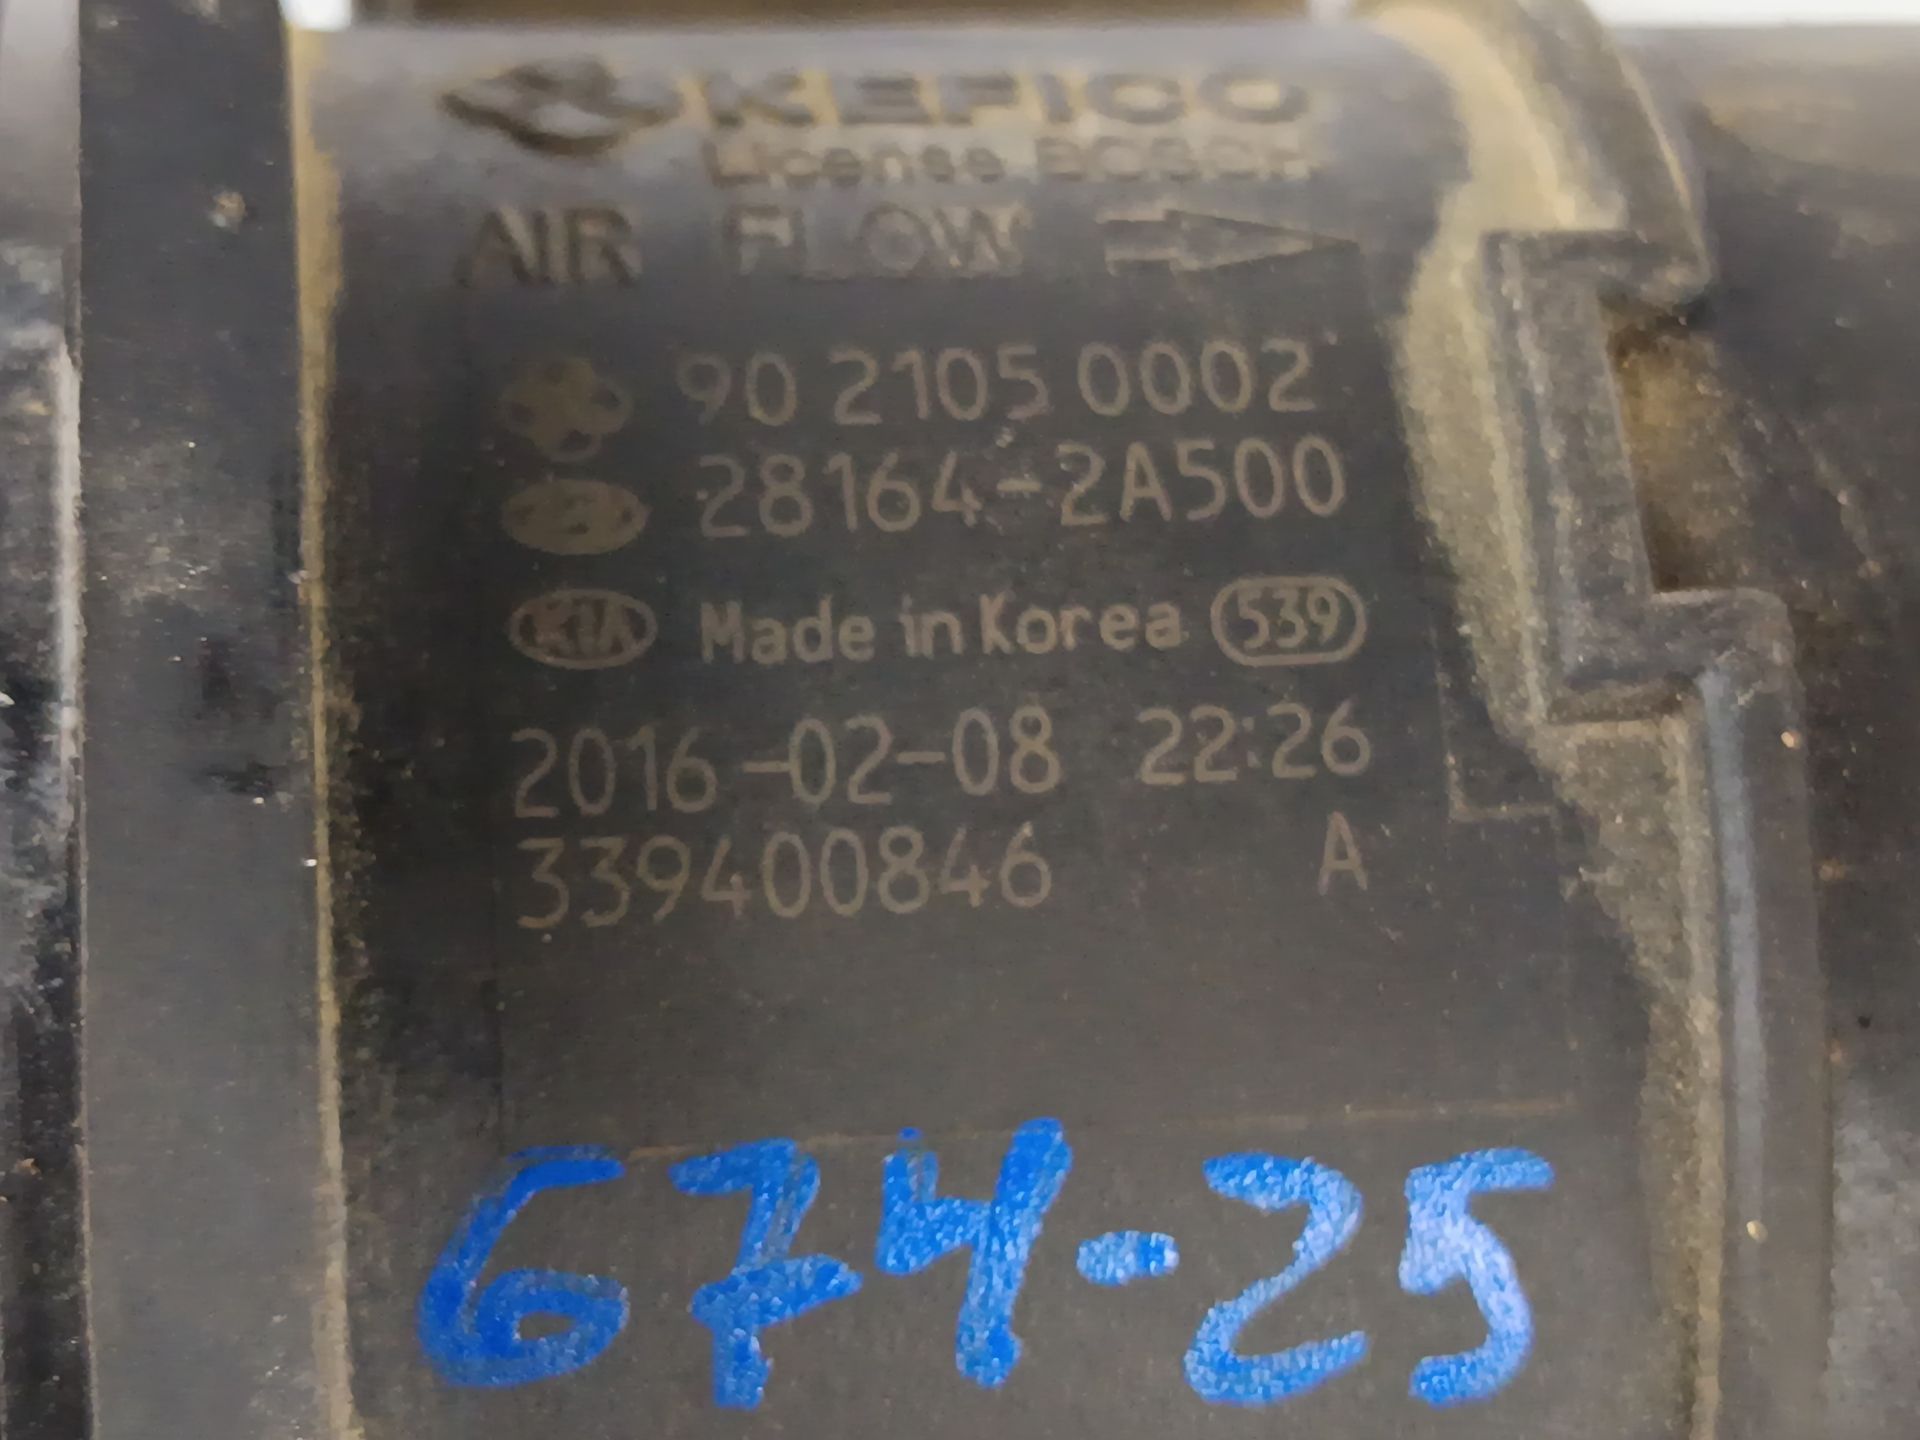 KEFICO
License BOSCH
AIR FLOW
90 2105 0002
28164-2A500
KIA Made in Korea 539
2016-02-08 22:26
339400846 A
674-25